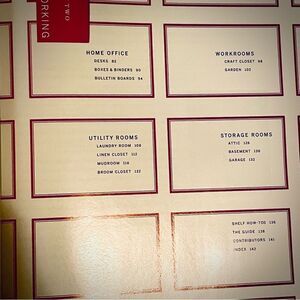 TWO
ORKING
HOME OFFICE
DESKS 82
BOXES & BINDERS 90
BULLETIN BOARDS 94
WORKROOMS
CRAFT CLOSET 98
GARDEN 102
UTILITY ROOMS
LAUNDRY ROOM 108
LINEN CLOSET 112
MUDROOM 116
BROOM CLOSET 122
STORAGE ROOMS
ATTIC 128
BASEMENT 130
GARAGE 132
SHELF HOW-TOS 136
THE GUIDE 138
CONTRIBUTORS 141
INDEX 142